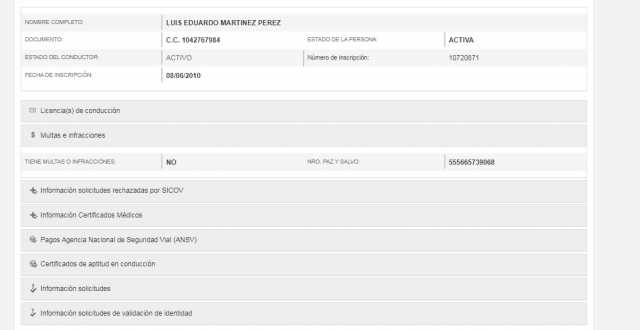 NOMBRE COMPLETO: LUIS EDUARDO MARTINEZ PEREZ
DOCUMENTO: C.C. 1042767984 ESTADO DE LA PERSONA: ACTIVA
ESTADO DEL CONDUCTOR: ACTIVO Número de inscripción: 10720871
FECHA DE INSCRIPCIÓN: 08/06/2010
Licencia(s) de conducción
$ Multas e infracciones
TIENE MULTAS O INFRACCIONES: NO NRO. PAZ Y SALVO: 555665739068
Información solicitudes rechazadas por SICOV
Información Certificados Médicos
Pagos Agencia Nacional de Seguridad Vial (ANSV)
Certificados de aptitud en conducción
Información solicitudes
Información solicitudes de validación de identidad